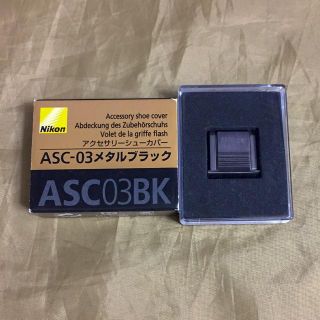 Nikon
Accessory shoe cover
Abdeckung des Zubehörschuhs
Volet de la griffe flash
アクセサリーシューカバー
ASC-03メタルブラック
ASC03BK